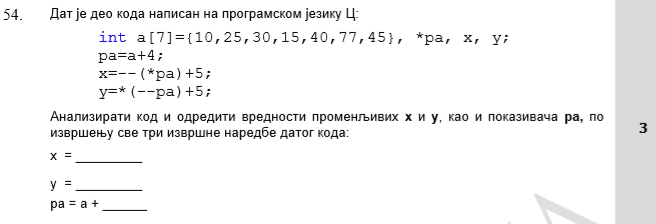 54. Дат је део кода написан на програмском језику Ц:
int a[7]={10,25,30,15,40,77,45}, *pa, x, y;
pa=a+4;
x=--(*pa)+5;
y=*(--pa)+5;
Анализирати код и одредити вредности променљивих x и y, као и показивача pa, по
извршењу све три извршне наредбе датог кода:
3
x = _________
y = _________
pa = a + ______